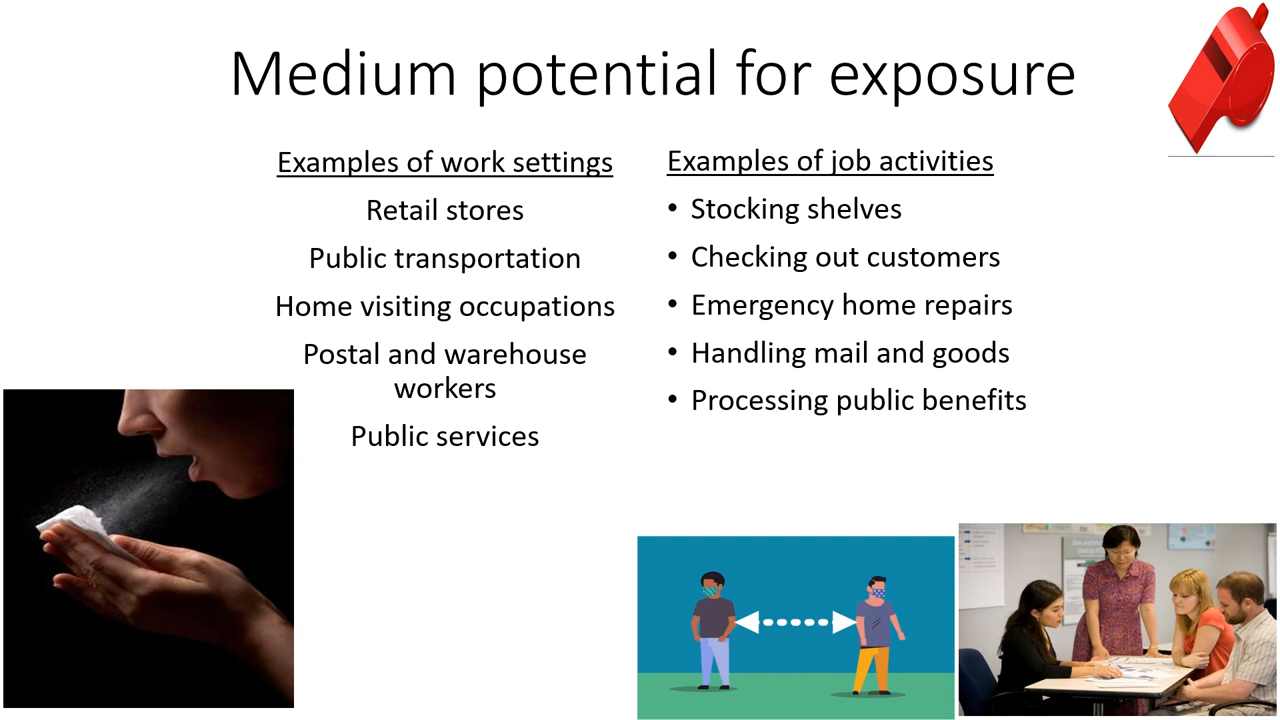 Medium potential for exposure
Examples of work settings
Retail stores
Public transportation
Home visiting occupations
Postal and warehouse
workers
Public services
Examples of job activities
• Stocking shelves
• Checking out customers
• Emergency home repairs
• Handling mail and goods
• Processing public benefits